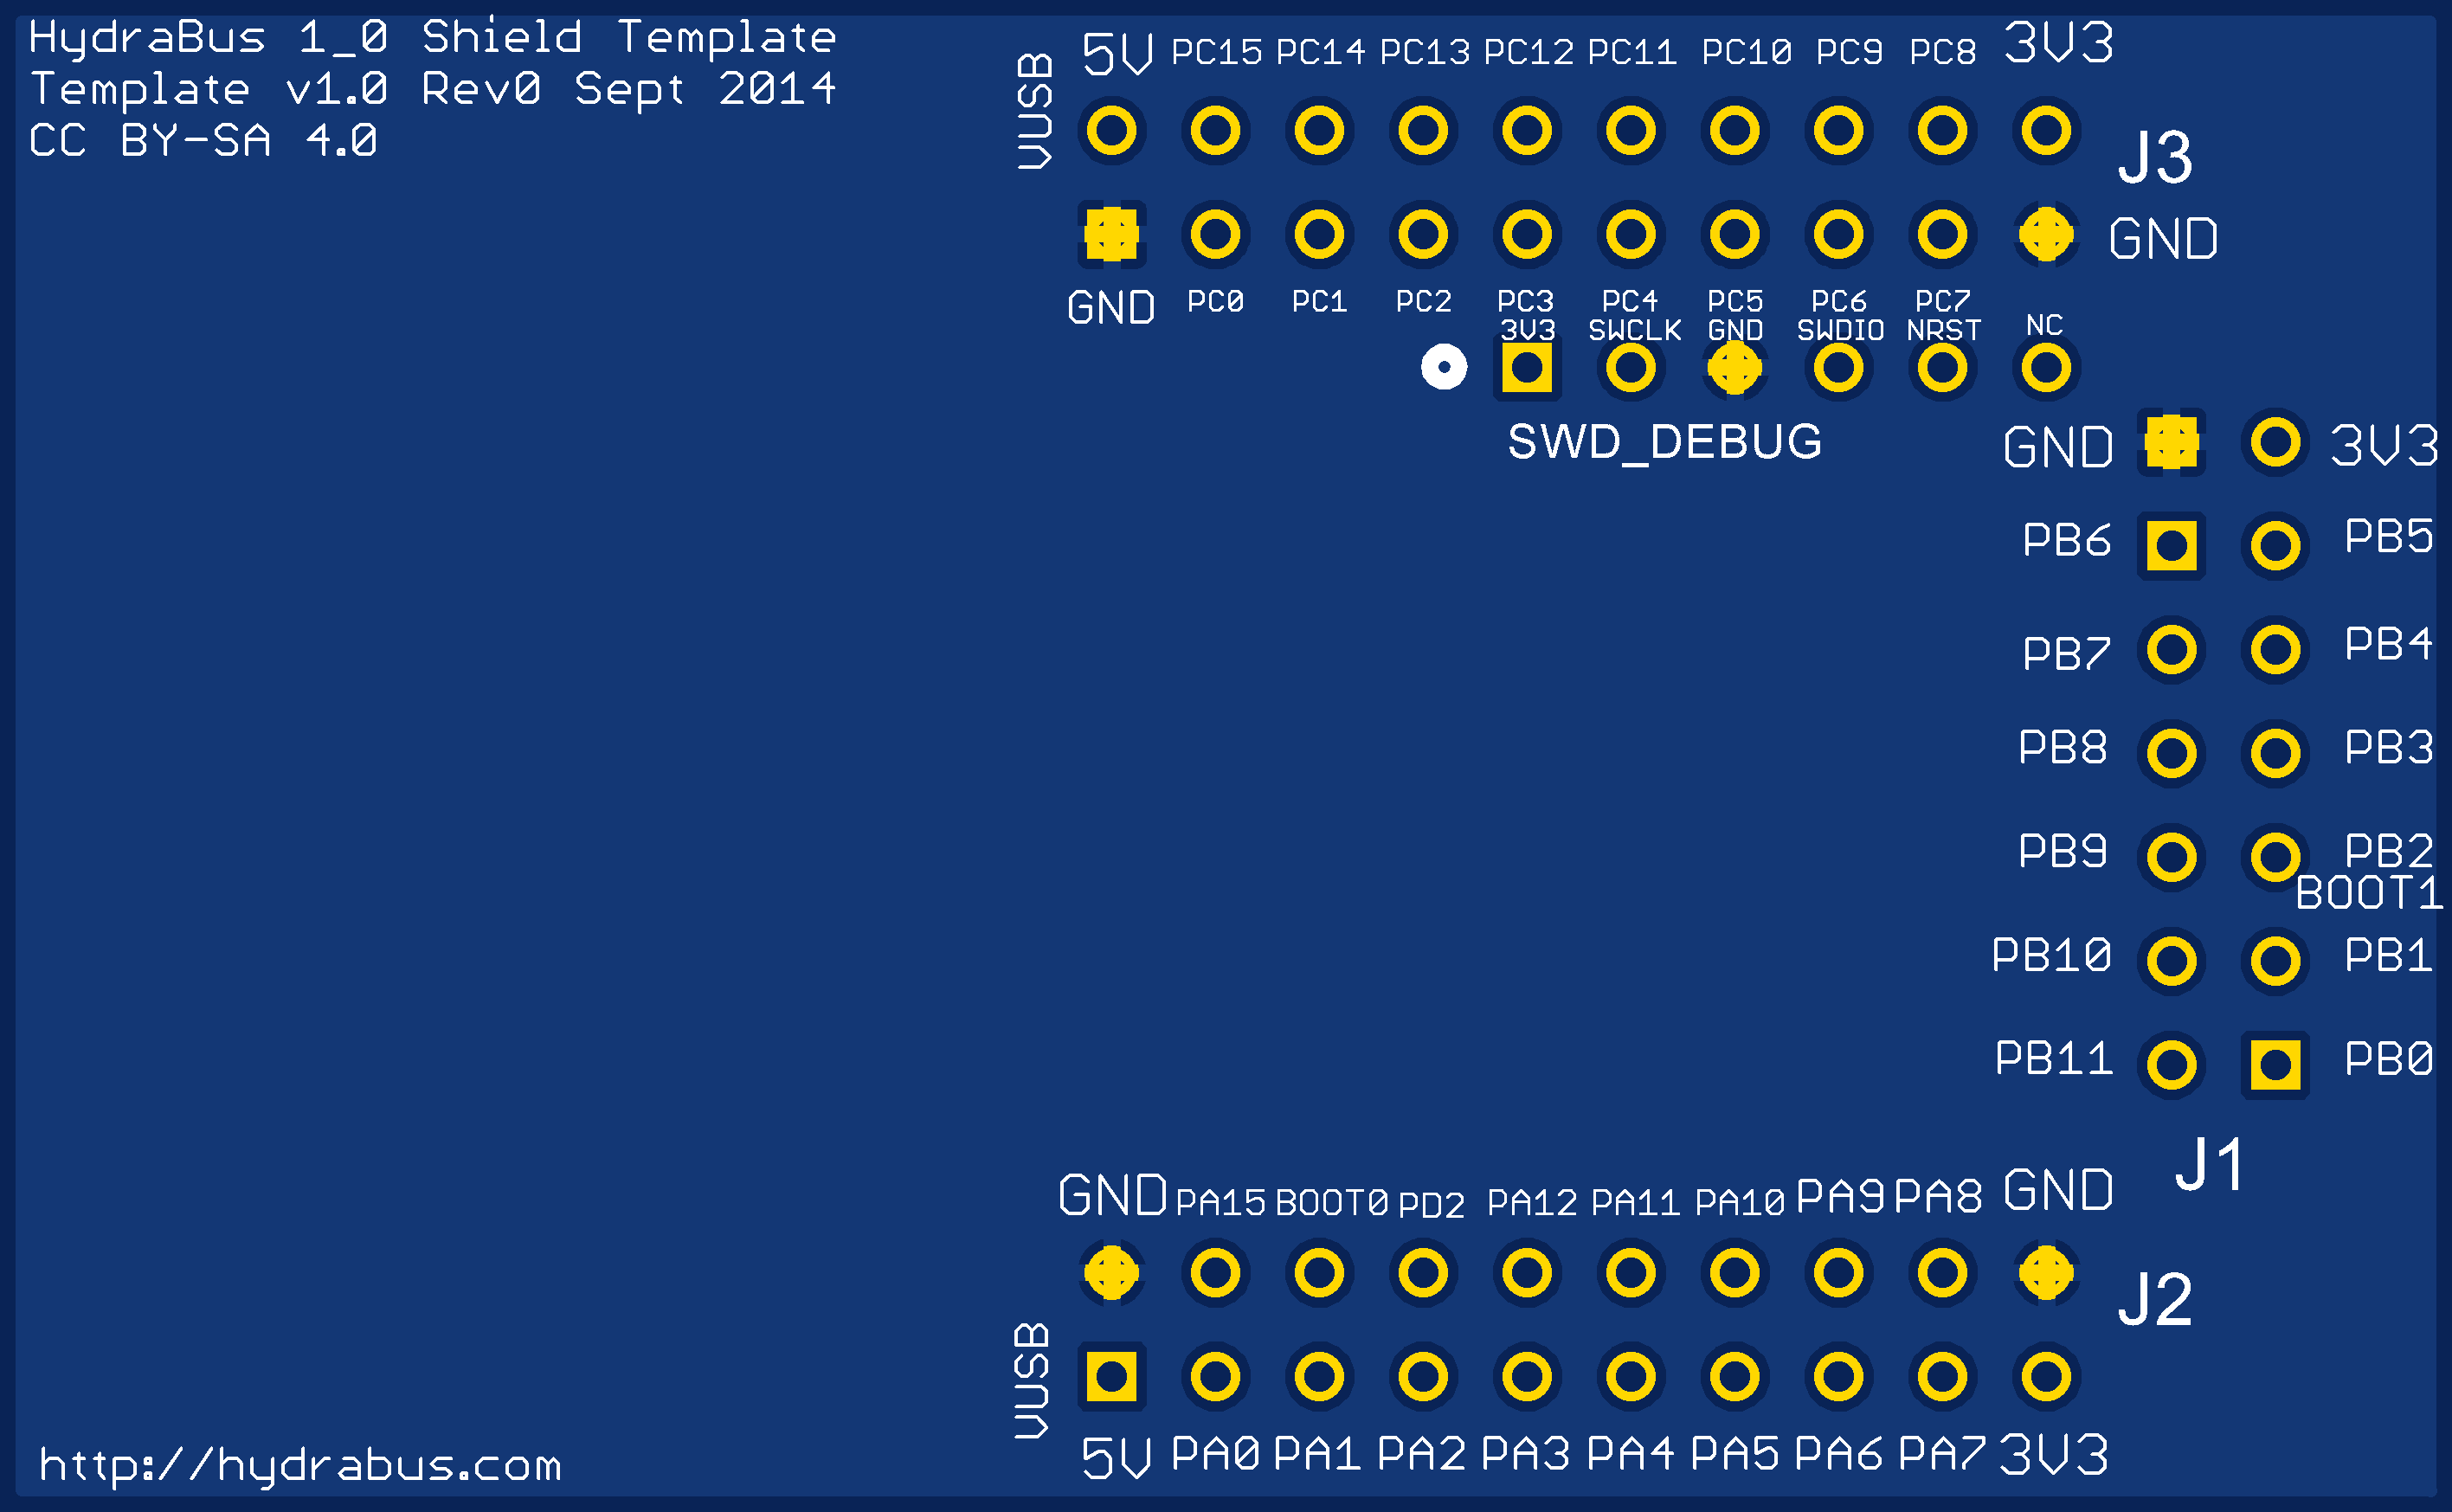 HydraBus 1_0 Shield Template
Template v1.0 Rev0 Sept 2014
CC BY-SA 4.0
VUSB
5V PC15 PC14 PC13 PC12 PC11 PC10 PC9 PC8 3V3
J3
GND
GND PC0 PC1 PC2 PC3 PC4 PC5 PC6 PC7
3V3 SWCLK GND SWDIO NRST NC
SWD_DEBUG
GND 3V3
PB6 PB5
PB7 PB4
PB8 PB3
PB9 PB2
BOOT1
PB10 PB1
PB11 PB0
J1
GND PA15 BOOT0 PD2 PA12 PA11 PA10 PA9 PA8 GND
J2
VUSB
5V PA0 PA1 PA2 PA3 PA4 PA5 PA6 PA7 3V3
http://hydrabus.com